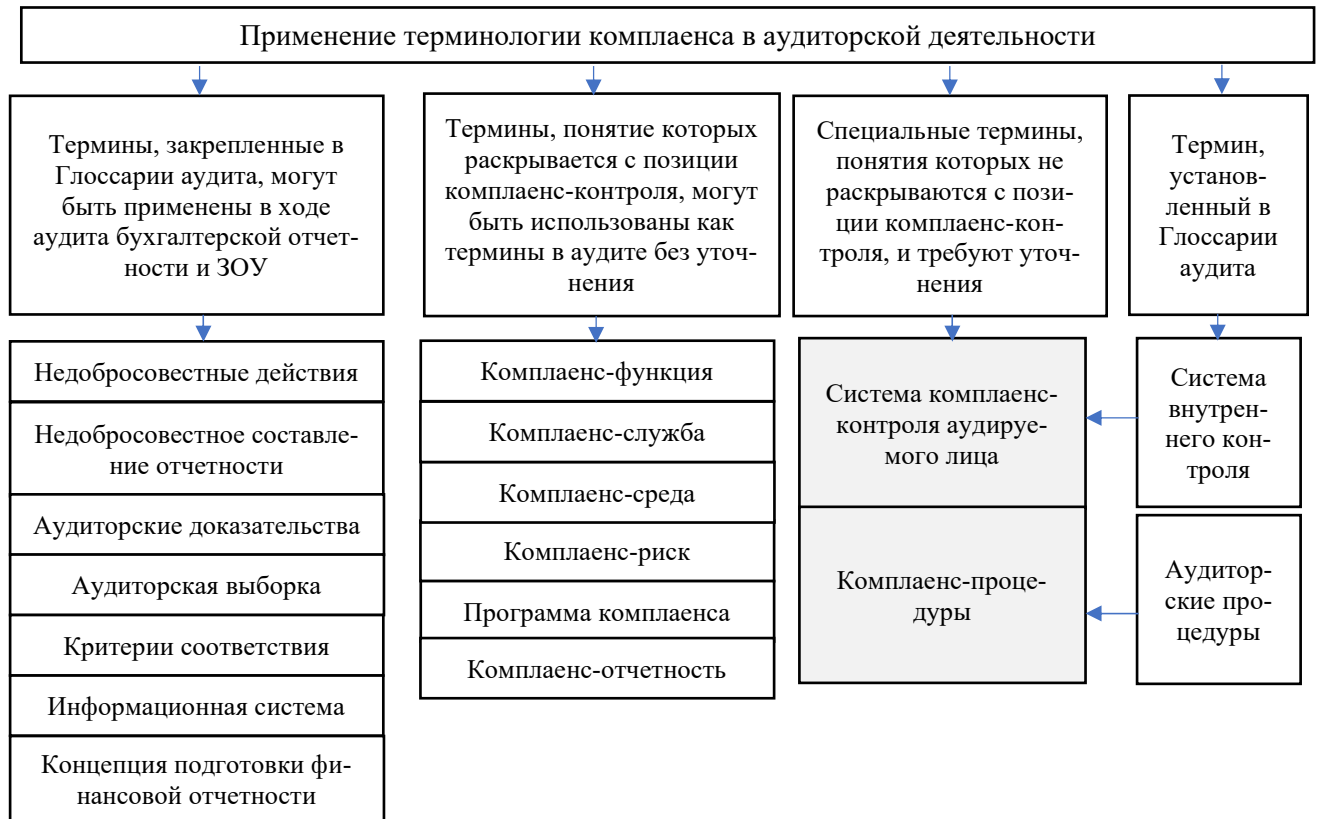 Применение терминологии комплаенса в аудиторской деятельности
Термины, закрепленные в
Глоссарии аудита, могут
быть применены в ходе
аудита бухгалтерской отчет-
ности и ЗОУ
Термины, понятие которых
раскрывается с позиции
комплаенс-контроля, могут
быть использованы как
термины в аудите без уточ-
нения
Специальные термины,
понятия которых не
раскрываются с пози-
ции комплаенс-кон-
троля, и требуют уточ-
нения
Термин,
установ-
ленный в
Глоссарии
аудита
Недобросовестные действия
Недобросовестное составле-
ние отчетности
Аудиторские доказательства
Аудиторская выборка
Критерии соответствия
Информационная система
Концепция подготовки фи-
нансовой отчетности
Комплаенс-функция
Комплаенс-служба
Комплаенс-среда
Комплаенс-риск
Программа комплаенса
Комплаенс-отчетность
Система комплаенс-
контроля аудируе-
мого лица
Комплаенс-проце-
дуры
Система
внутрен-
него кон-
троля
Аудитор-
ские про-
цедуры